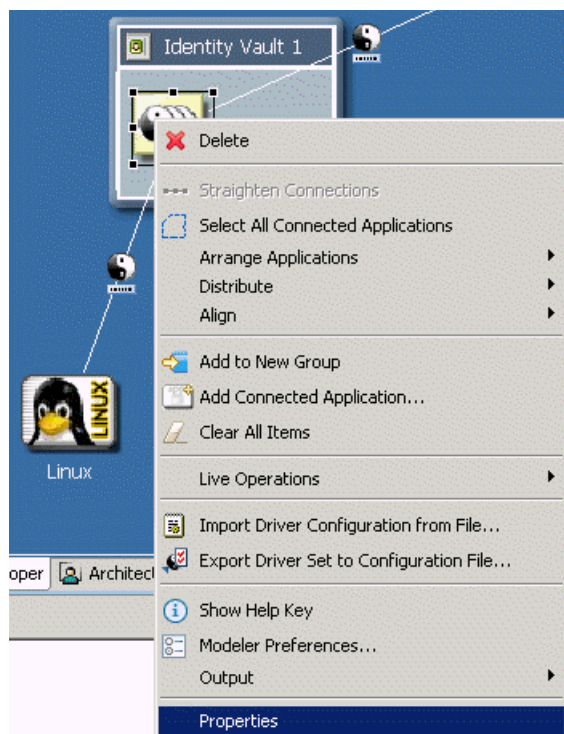 Identity Vault 1
Delete
Straighten Connections
Select All Connected Applications
Arrange Applications
Distribute
Align
Add to New Group
Add Connected Application...
Clear All Items
LINUX
Linux
Live Operations
Import Driver Configuration from File...
Export Driver Set to Configuration File...
oper Architect
Show Help Key
Modeler Preferences...
Output
Properties